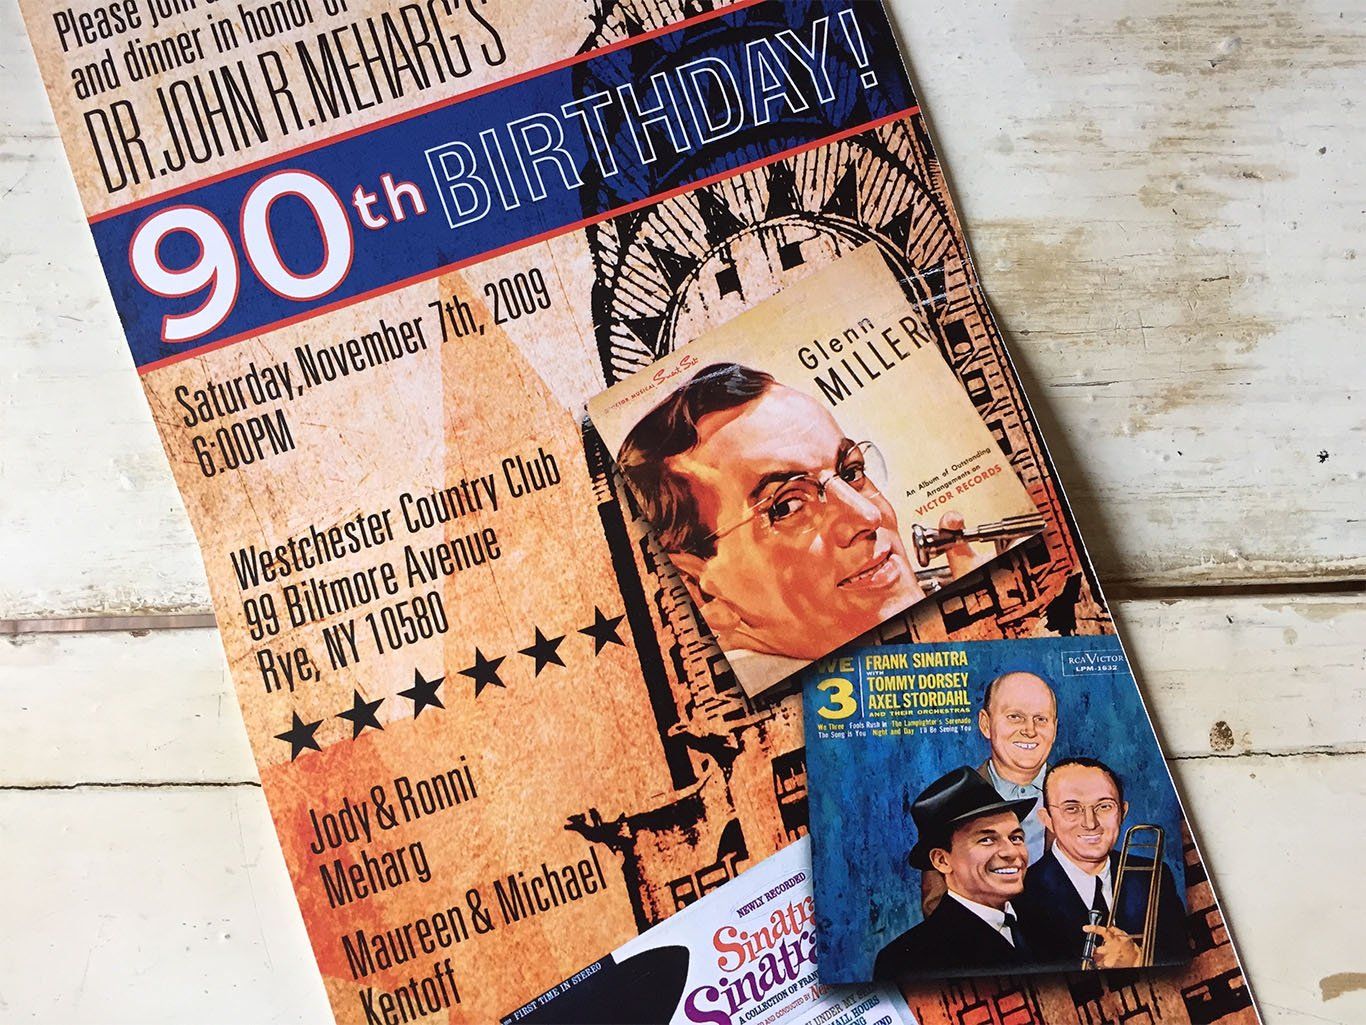 Please join
and dinner in honor of
DR. JOHN R. MEHARG'S
90th BIRTHDAY!
Saturday, November 7th, 2009
6:00PM
Westchester Country Club
99 Biltmore Avenue
Rye, NY 10580
Jody & Ronni
Meharg
Maureen & Michael
Kentoff
Glenn
MILLER
An Album of Outstanding
Arrangements on
VICTOR RECORDS
WE
3
FRANK SINATRA
WITH
TOMMY DORSEY
AXEL STORDAHL
AND THEIR ORCHESTRAS
We Three Fools Rush In The Lamplighter's Serenade
The Song is You Night and Day I'll Be Seeing You
RCA VICTOR
LPM-1632
NEWLY RECORDED
FIRST TIME IN STEREO
Sinatra
Sinatra
A COLLECTION OF